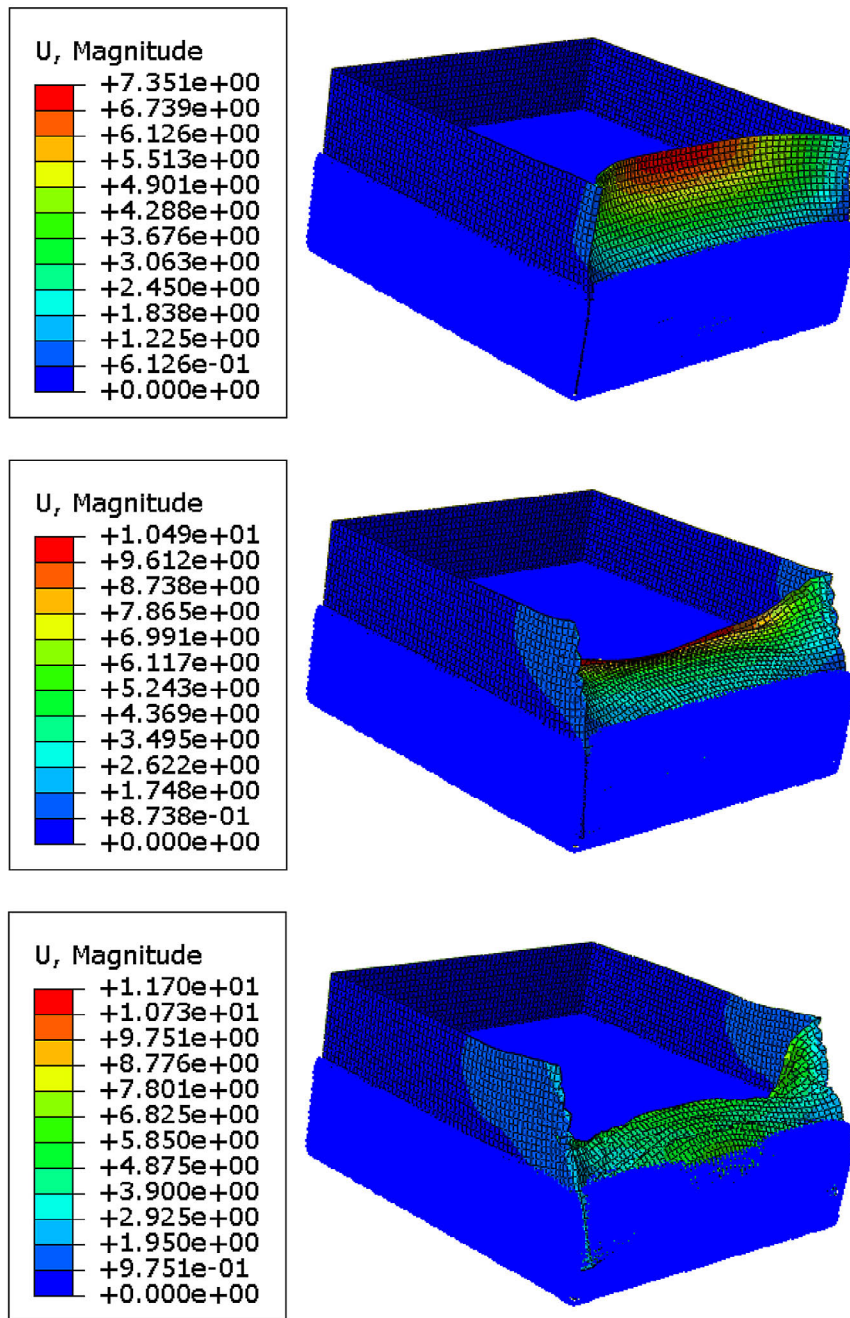 U, Magnitude
+7.351e+00
+6.739e+00
+6.126e+00
+5.513e+00
+4.901e+00
+4.288e+00
+3.676e+00
+3.063e+00
+2.450e+00
+1.838e+00
+1.225e+00
+6.126e-01
+0.000e+00
U, Magnitude
+1.049e+01
+9.612e+00
+8.738e+00
+7.865e+00
+6.991e+00
+6.117e+00
+5.243e+00
+4.369e+00
+3.495e+00
+2.622e+00
+1.748e+00
+8.738e-01
+0.000e+00
U, Magnitude
+1.170e+01
+1.073e+01
+9.751e+00
+8.776e+00
+7.801e+00
+6.825e+00
+5.850e+00
+4.875e+00
+3.900e+00
+2.925e+00
+1.950e+00
+9.751e-01
+0.000e+00